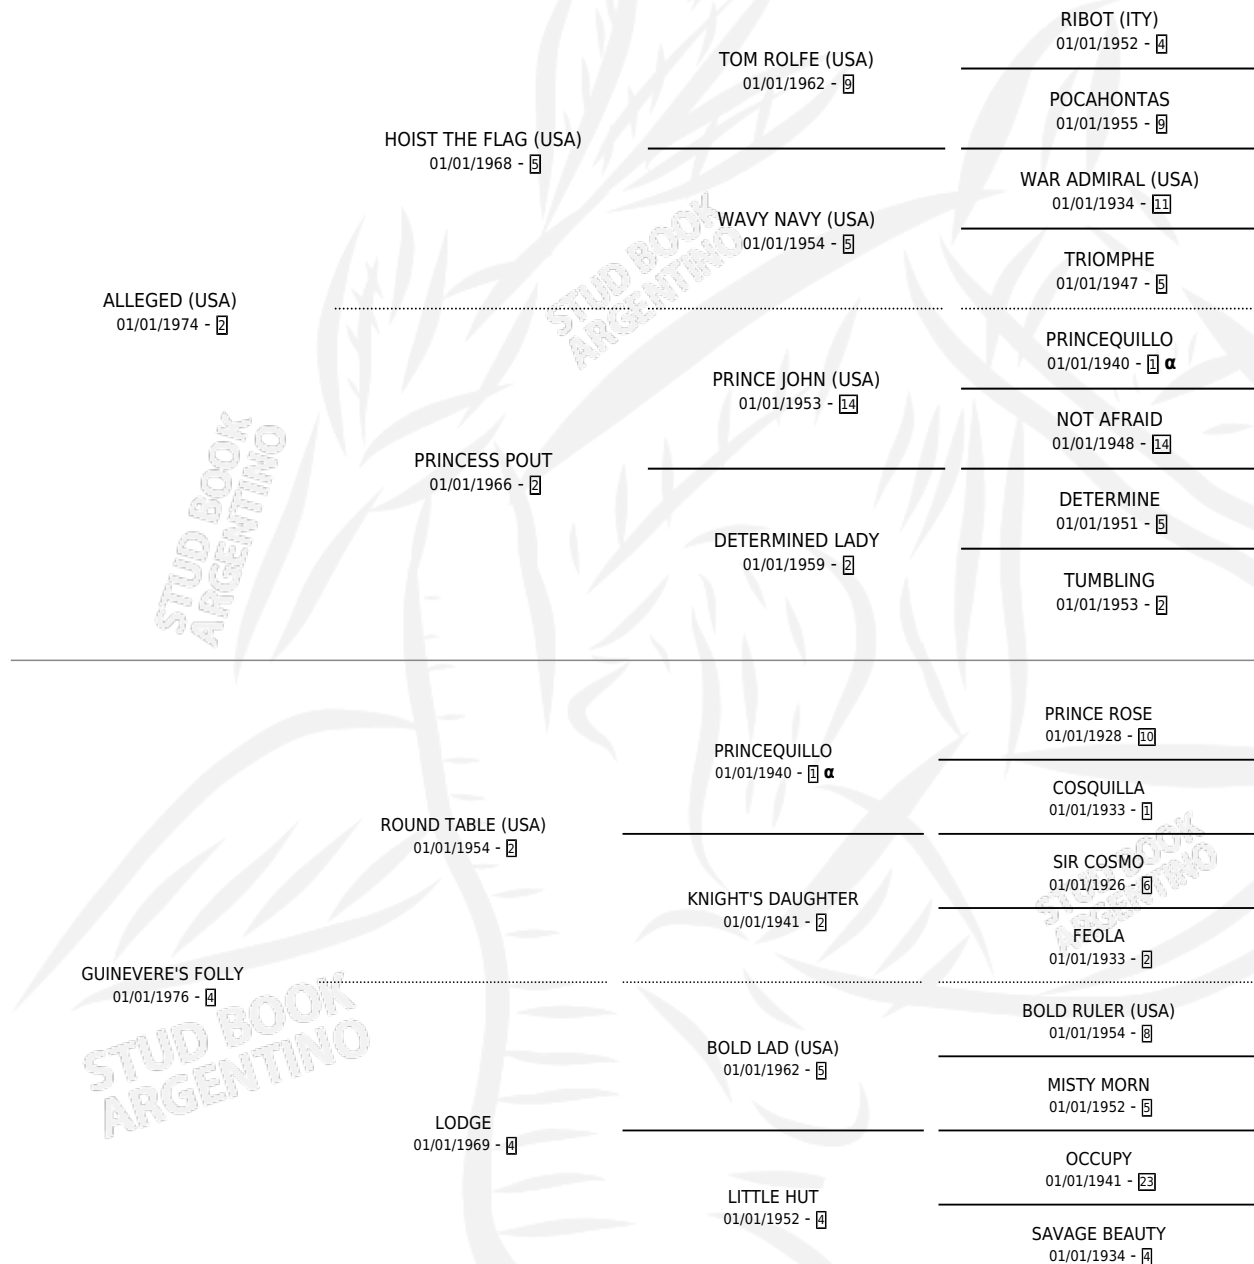 RIBOT (ITY)
01/01/1952 - 4
TOM ROLFE (USA)
01/01/1962 - 9
POCAHONTAS
01/01/1955 - 9
HOIST THE FLAG (USA)
01/01/1968 - 5
WAR ADMIRAL (USA)
01/01/1934 - 11
WAVY NAVY (USA)
01/01/1954 - 5
TRIOMPHE
01/01/1947 - 5
ALLEGED (USA)
01/01/1974 - 2
PRINCEQUILLO
01/01/1940 - 1 α
PRINCE JOHN (USA)
01/01/1953 - 14
NOT AFRAID
01/01/1948 - 14
PRINCESS POUT
01/01/1966 - 2
DETERMINE
01/01/1951 - 5
DETERMINED LADY
01/01/1959 - 2
TUMBLING
01/01/1953 - 2
PRINCE ROSE
01/01/1928 - 10
PRINCEQUILLO
01/01/1940 - 1 α
COSQUILLA
01/01/1933 - 1
ROUND TABLE (USA)
01/01/1954 - 2
SIR COSMO
01/01/1926 - 6
KNIGHT'S DAUGHTER
01/01/1941 - 2
FEOLA
01/01/1933 - 2
GUINEVERE'S FOLLY
01/01/1976 - 4
BOLD RULER (USA)
01/01/1954 - 8
BOLD LAD (USA)
01/01/1962 - 5
MISTY MORN
01/01/1952 - 5
LODGE
01/01/1969 - 4
OCCUPY
01/01/1941 - 23
LITTLE HUT
01/01/1952 - 4
SAVAGE BEAUTY
01/01/1934 - 4
STUD BOOK
ARGENTINO
STUD BOOK
ARGENTINO
STUD BOOK
ARGENTINO
STUD BOOK
ARGENTINO